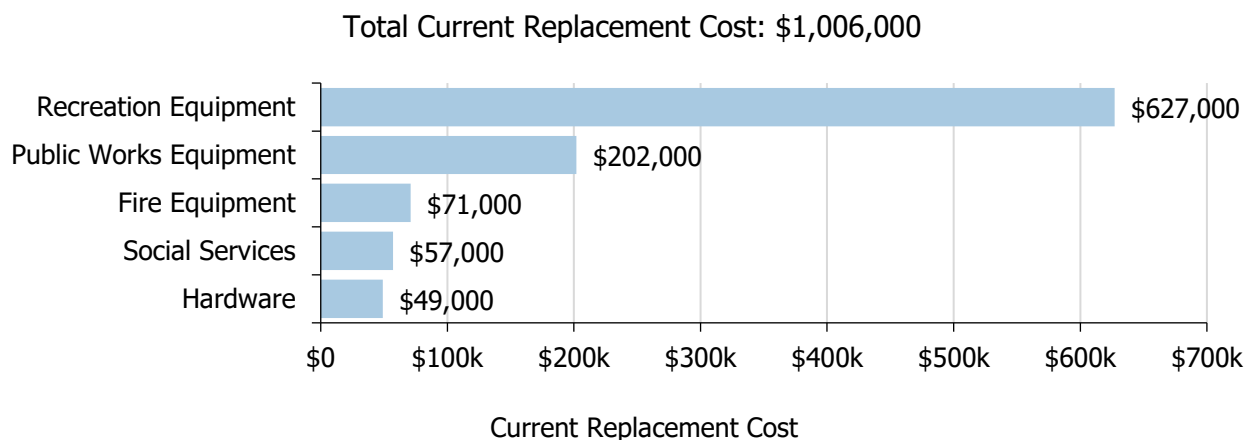 Total Current Replacement Cost: $1,006,000
Recreation Equipment $627,000
Public Works Equipment $202,000
Fire Equipment $71,000
Social Services $57,000
Hardware $49,000
$0 $100k $200k $300k $400k $500k $600k $700k
Current Replacement Cost